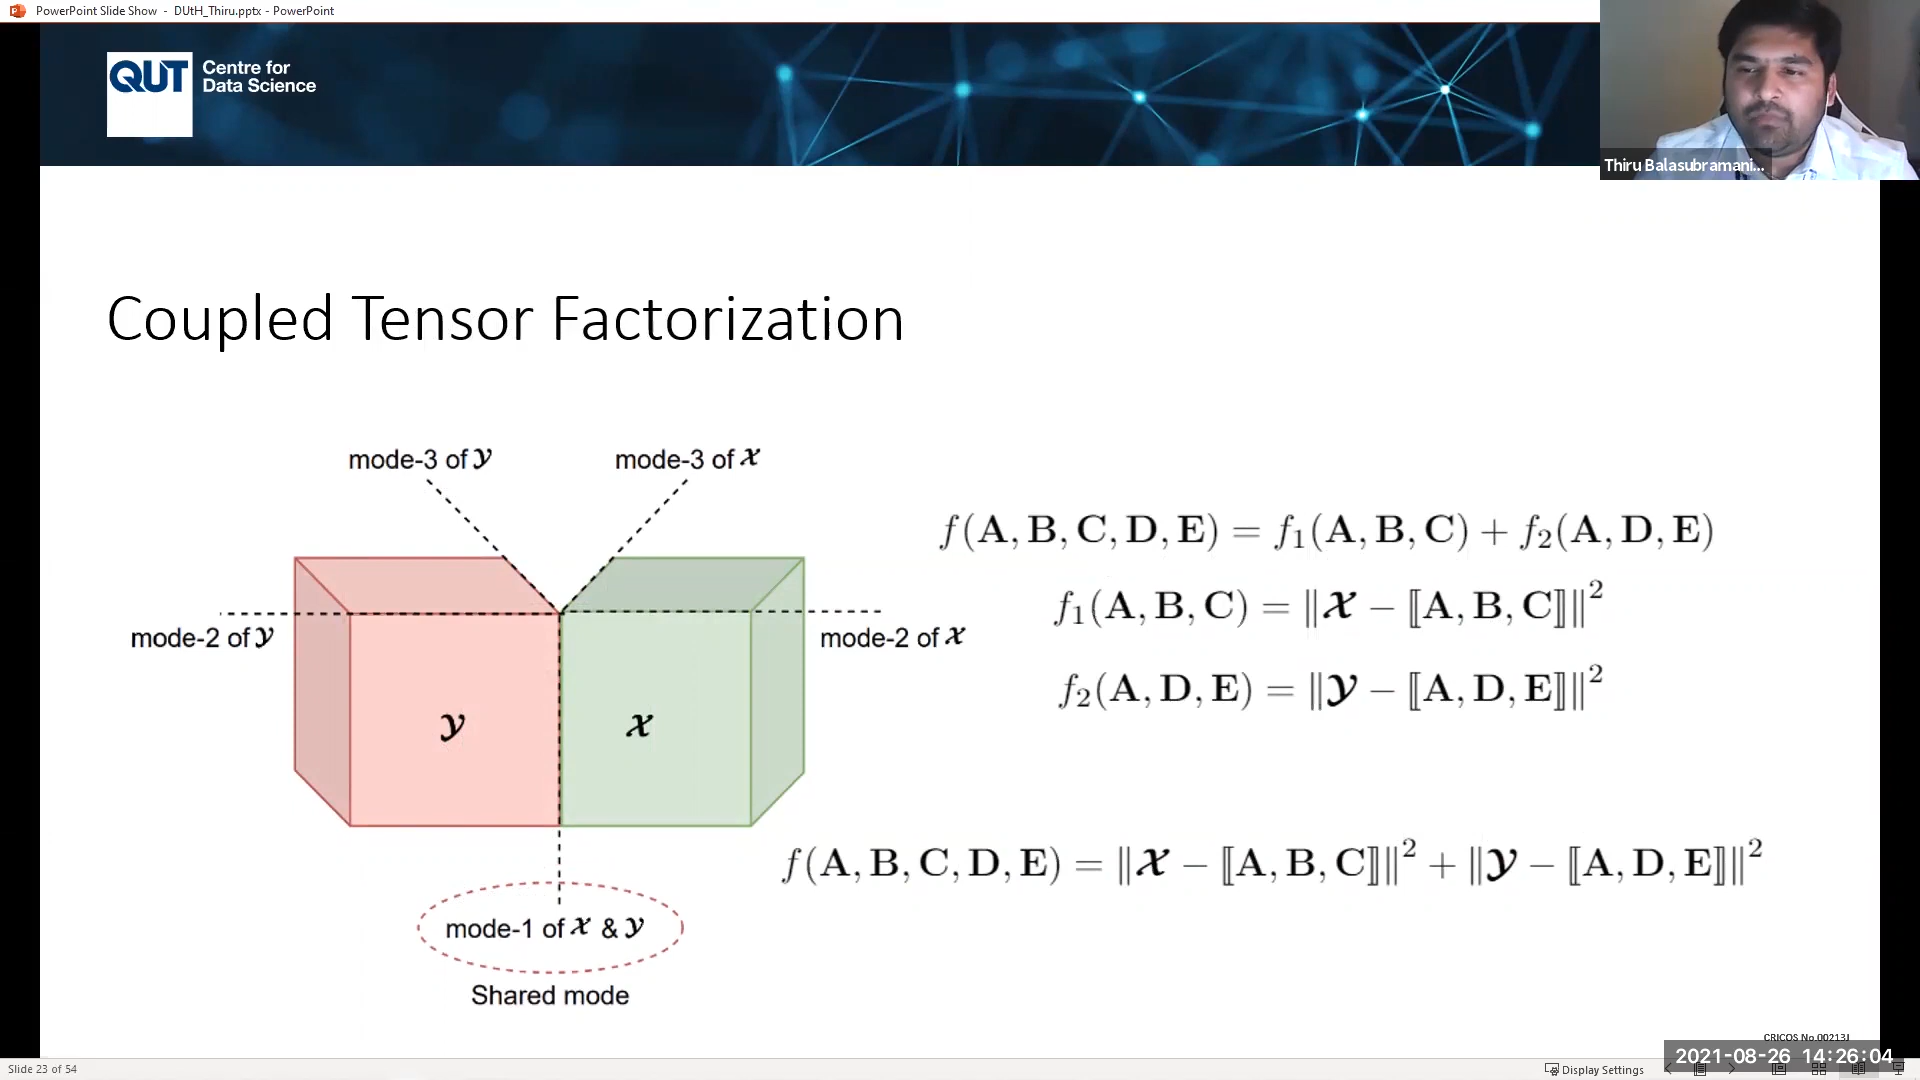 PowerPoint Slide Show - DUtH_Thiru.pptx - PowerPoint
QUT
Centre for
Data Science
Thiru Balasubramani...
Coupled Tensor Factorization
mode-3 of 𝒴
mode-3 of 𝒳
mode-2 of 𝒴
mode-2 of 𝒳
𝒴
𝒳
mode-1 of 𝒳 & 𝒴
Shared mode
f(A, B, C, D, E) = f₁(A, B, C) + f₂(A, D, E)
f₁(A, B, C) = ‖𝒳 − ⟦A, B, C⟧‖²
f₂(A, D, E) = ‖𝒴 − ⟦A, D, E⟧‖²
f(A, B, C, D, E) = ‖𝒳 − ⟦A, B, C⟧‖² + ‖𝒴 − ⟦A, D, E⟧‖²
CRICOS No.00213J
2021-08-26 14:26:04
Slide 23 of 54
Display Settings